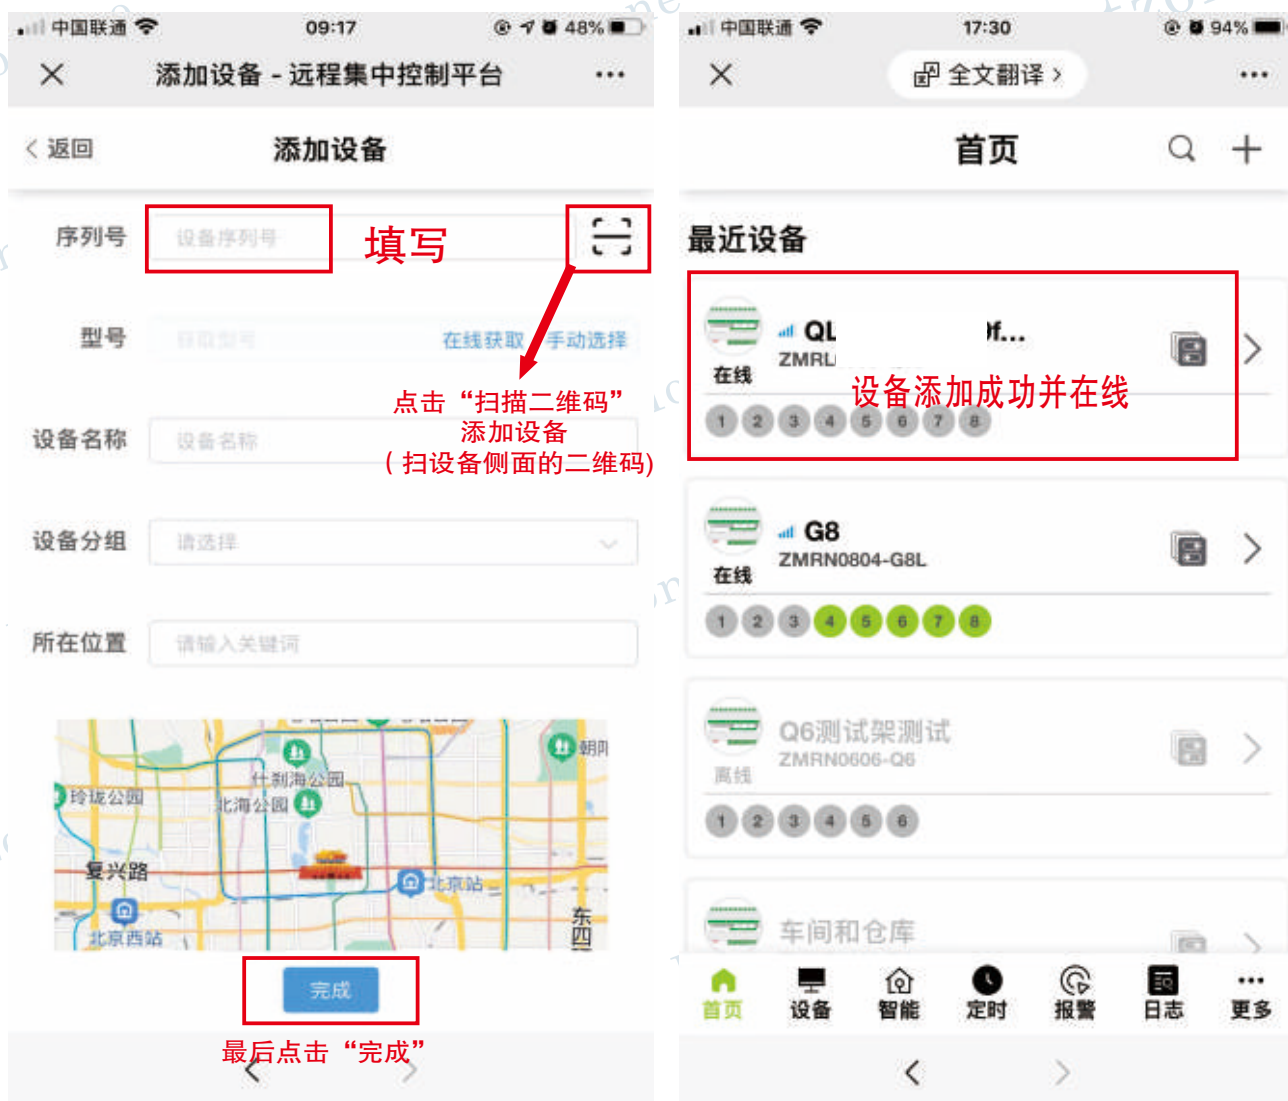 中国联通
09:17
48%
添加设备 - 远程集中控制平台
返回
添加设备
序列号
设备序列号
填写
型号
获取型号
在线获取
手动选择
点击“扫描二维码”
添加设备
(扫设备侧面的二维码)
设备名称
设备名称
设备分组
请选择
所在位置
请输入关键词
什刹海公园
北海公园
玲珑公园
朝阳
复兴路
北京站
北京西站
东四
完成
最后点击“完成”
中国联通
17:30
94%
全文翻译
首页
最近设备
QL
f...
ZMRL
在线
设备添加成功并在线
1 2 3 4 5 6 7 8
G8
ZMRN0804-G8L
在线
1 2 3 4 5 6 7 8
Q6测试架测试
ZMRN0606-Q6
离线
1 2 3 4 5 6
车间和仓库
首页
设备
智能
定时
报警
日志
更多